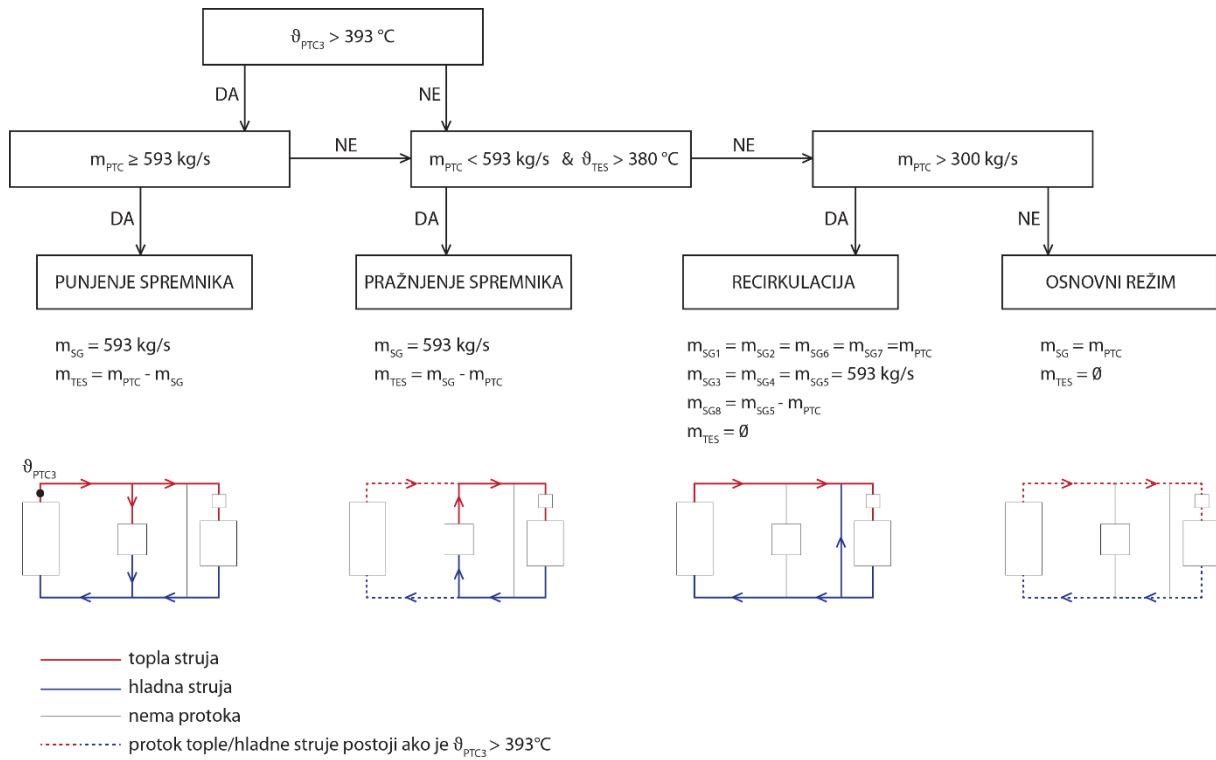 ϑPTC3 > 393 °C
DA
NE
mPTC ≥ 593 kg/s
NE
mPTC < 593 kg/s & ϑTES > 380 °C
NE
mPTC > 300 kg/s
DA
DA
DA
NE
PUNJENJE SPREMNIKA
PRAŽNJENJE SPREMNIKA
RECIRKULACIJA
OSNOVNI REŽIM
mSG = 593 kg/s
mTES = mPTC - mSG
mSG = 593 kg/s
mTES = mSG - mPTC
mSG1 = mSG2 = mSG6 = mSG7 =mPTC
mSG3 = mSG4 = mSG5 = 593 kg/s
mSG8 = mSG5 - mPTC
mTES = Ø
mSG = mPTC
mTES = Ø
ϑPTC3
topla struja
hladna struja
nema protoka
protok tople/hladne struje postoji ako je ϑPTC3 > 393°C